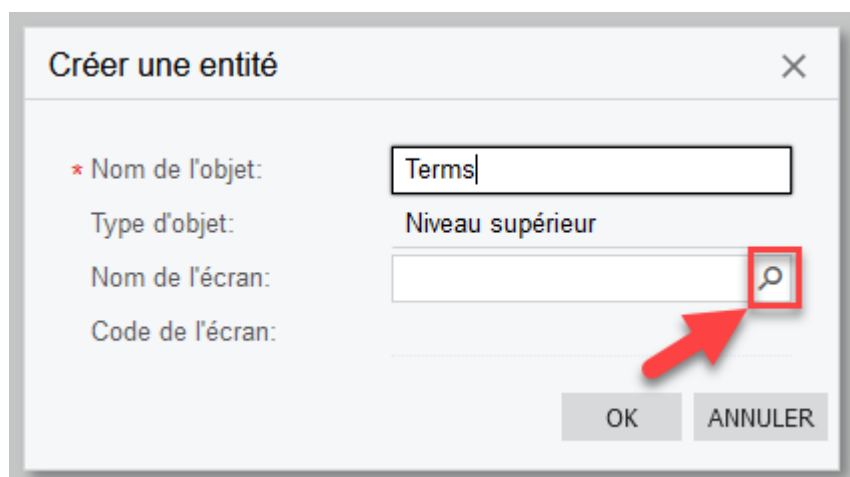 Créer une entité
* Nom de l'objet: Terms
Type d'objet: Niveau supérieur
Nom de l'écran:
Code de l'écran:
OK ANNULER